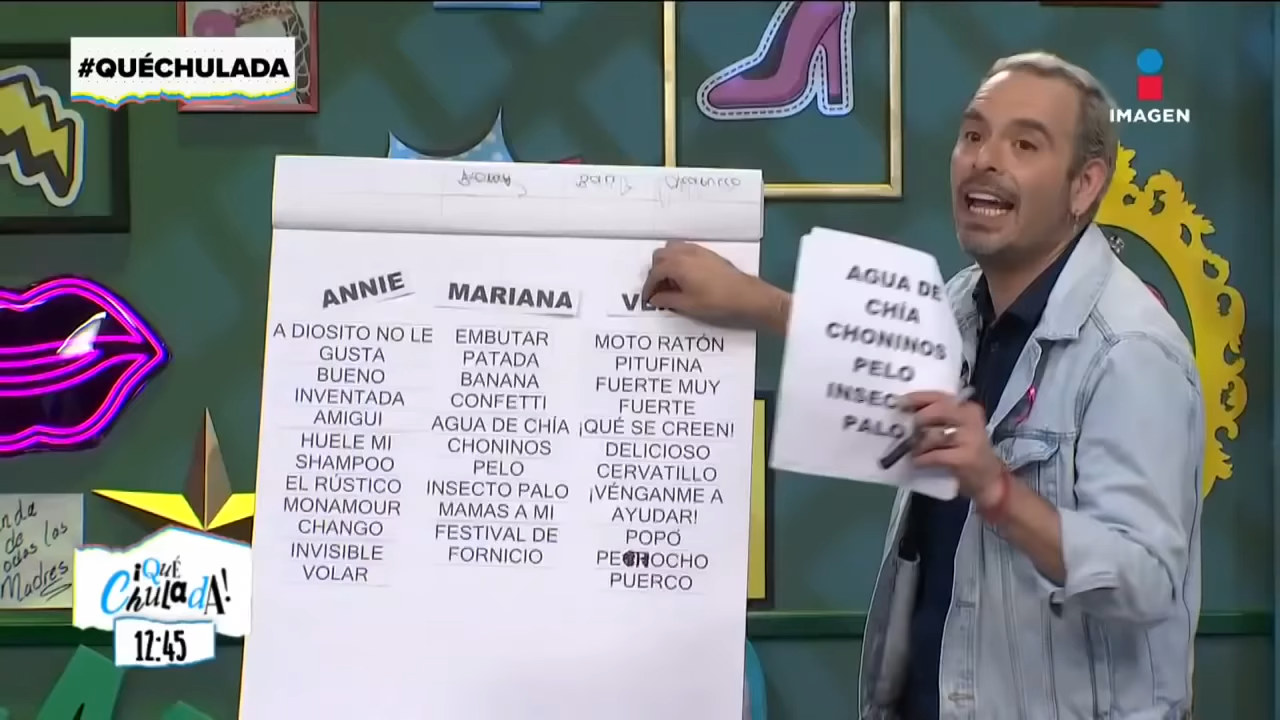 #QUÉCHULADA
IMAGEN
ANNIE
A DIOSITO NO LE
GUSTA
BUENO
INVENTADA
AMIGUI
HUELE MI
SHAMPOO
EL RÚSTICO
MONAMOUR
CHANGO
INVISIBLE
VOLAR
MARIANA
EMBUTAR
PATADA
BANANA
CONFETTI
AGUA DE CHÍA
CHONINOS
PELO
INSECTO PALO
MAMAS A MI
FESTIVAL DE
FORNICIO
MOTO RATÓN
PITUFINA
FUERTE MUY
FUERTE
¡QUÉ SE CREEN!
DELICIOSO
CERVATILLO
¡VÉNGANME A
AYUDAR!
POPÓ
PUERCO
AGUA DE
CHÍA
CHONINOS
PELO
PALO
de
Madres
¡QUÉ
CHULADA!
12:45